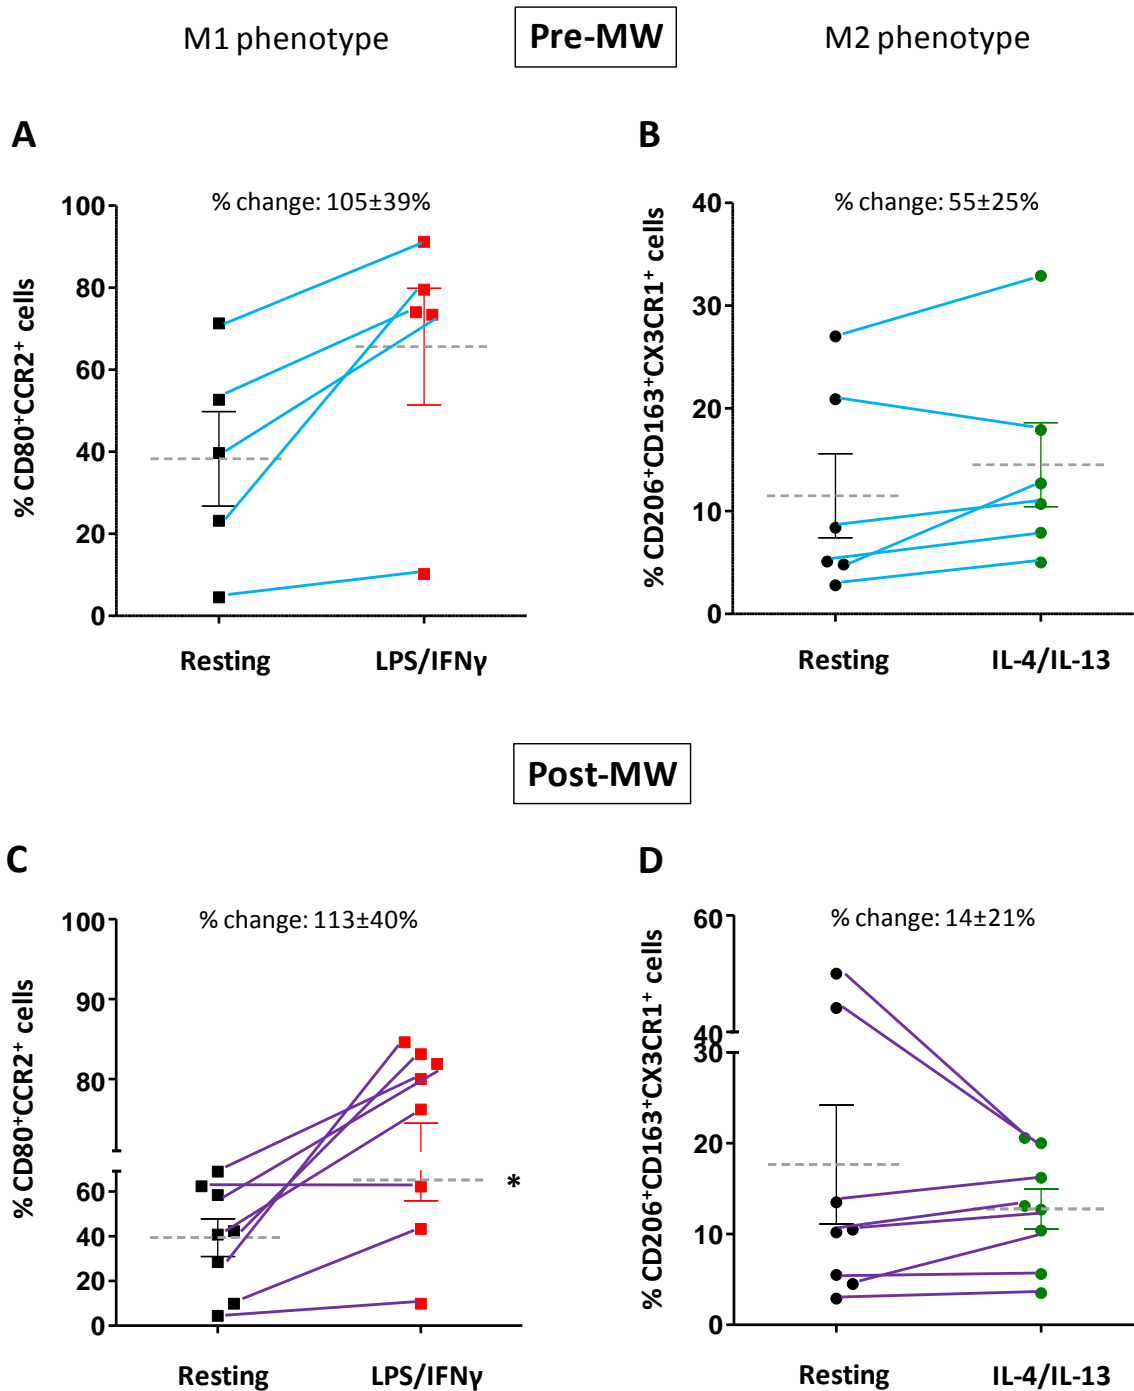 M1 phenotype
Pre-MW
M2 phenotype
A
% change: 105±39%
% CD80⁺CCR2⁺ cells
100
80
60
40
20
0
Resting
LPS/IFNγ
B
% change: 55±25%
% CD206⁺CD163⁺CX3CR1⁺ cells
40
30
20
10
0
Resting
IL-4/IL-13
Post-MW
C
% change: 113±40%
% CD80⁺CCR2⁺ cells
100
90
80
60
40
20
0
*
Resting
LPS/IFNγ
D
% change: 14±21%
% CD206⁺CD163⁺CX3CR1⁺ cells
60
40
30
20
10
0
Resting
IL-4/IL-13